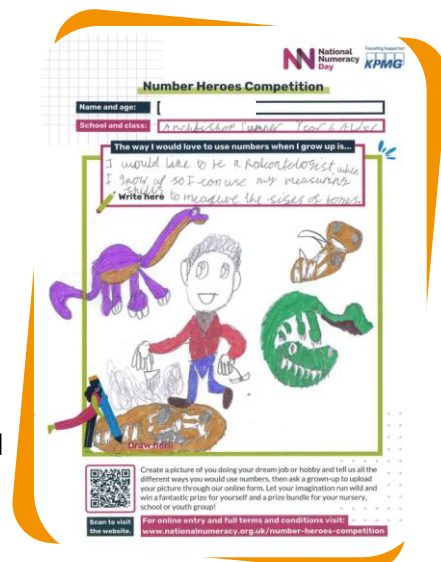 National
Numeracy
Day
Founding Supporter
KPMG
Number Heroes Competition
Name and age:
School and class:
Archbishop Sumner Year 6 Alder
The way I would love to use numbers when I grow up is...
I would like to be a Paleontologist when
I grow up so I can use my measuring
skills
Write here to measure the sises of bones.
Draw here
Create a picture of you doing your dream job or hobby and tell us all the
different ways you would use numbers, then ask a grown-up to upload
your picture through our online form. Let your imagination run wild and
win a fantastic prize for yourself and a prize bundle for your nursery,
school or youth group!
Scan to visit
the website.
For online entry and full terms and conditions visit:
www.nationalnumeracy.org.uk/number-heroes-competition